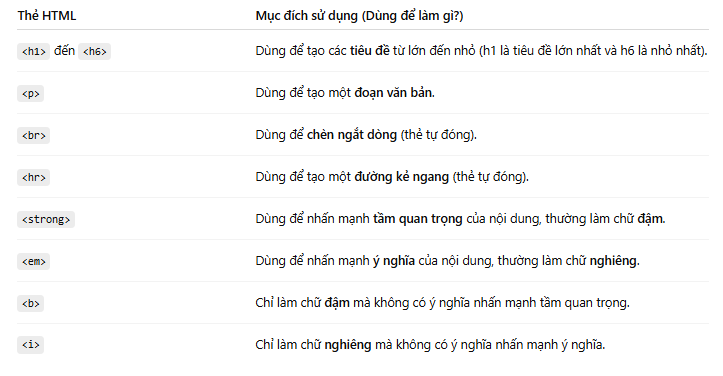 Thẻ HTML Mục đích sử dụng (Dùng để làm gì?)
<h1> đến <h6> Dùng để tạo các tiêu đề từ lớn đến nhỏ (h1 là tiêu đề lớn nhất và h6 là nhỏ nhất).
<p> Dùng để tạo một đoạn văn bản.
<br> Dùng để chèn ngắt dòng (thẻ tự đóng).
<hr> Dùng để tạo một đường kẻ ngang (thẻ tự đóng).
<strong> Dùng để nhấn mạnh tầm quan trọng của nội dung, thường làm chữ đậm.
<em> Dùng để nhấn mạnh ý nghĩa của nội dung, thường làm chữ nghiêng.
<b> Chỉ làm chữ đậm mà không có ý nghĩa nhấn mạnh tầm quan trọng.
<i> Chỉ làm chữ nghiêng mà không có ý nghĩa nhấn mạnh ý nghĩa.